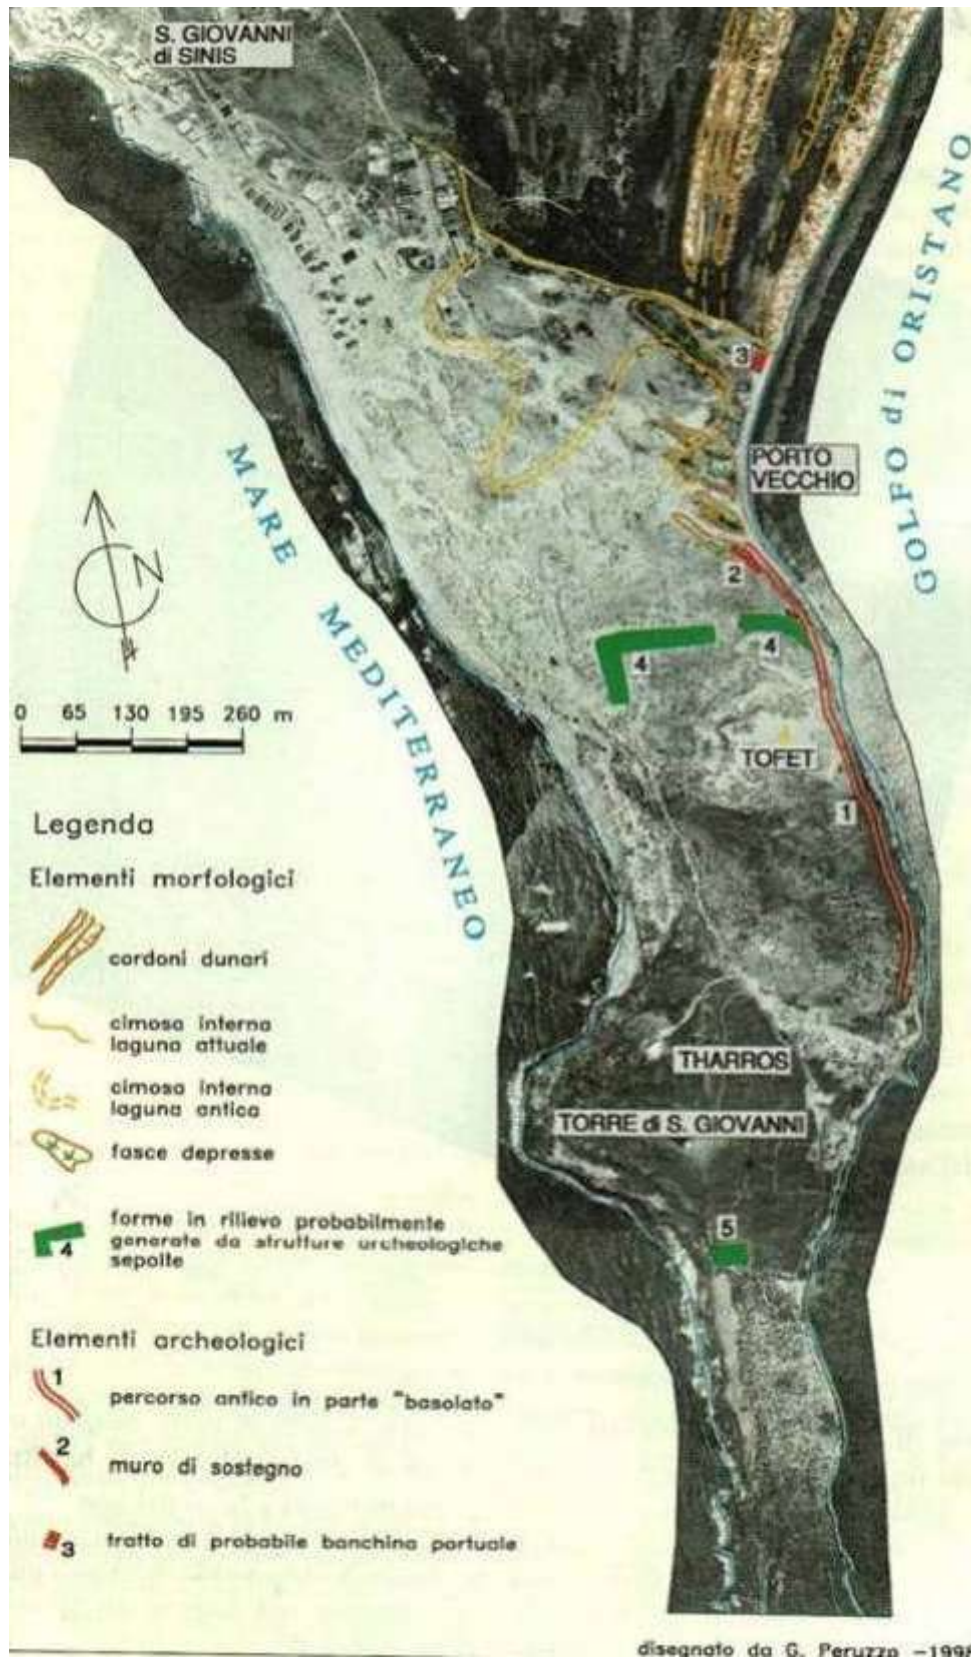 S. GIOVANNI
di SINIS
GOLFO di ORISTANO
3
PORTO
VECCHIO
MARE
MEDITERRANEO
N
2
4
4
TOFET
1
0 65 130 195 260 m
THARROS
TORRE di S. GIOVANNI
5
Legenda
Elementi morfologici
cordoni dunari
cimosa interna
laguna attuale
cimosa interna
laguna antica
fasce depresse
4
forme in rilievo probabilmente
generate da strutture archeologiche
sepolte
Elementi archeologici
1
percorso antico in parte "basolato"
2
muro di sostegno
3
tratto di probabile banchina portuale
disegnato da G. Peruzzo -1998